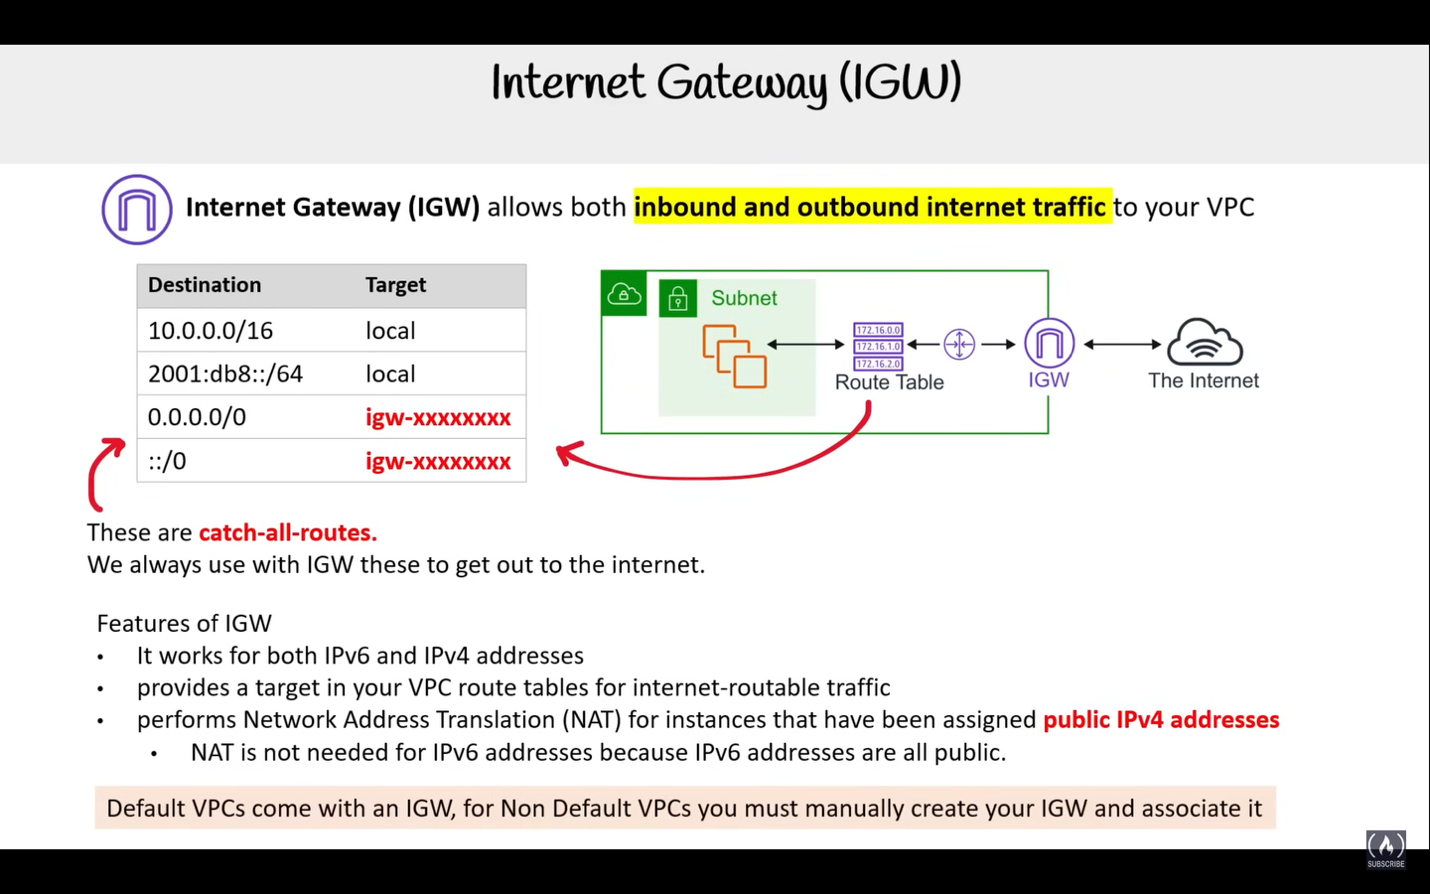 Internet Gateway (IGW)
Internet Gateway (IGW) allows both inbound and outbound internet traffic to your VPC
Destination Target
10.0.0.0/16 local
2001:db8::/64 local
0.0.0.0/0 igw-xxxxxxxx
::/0 igw-xxxxxxxx
Subnet
172.16.0.0
172.16.1.0
172.16.2.0
Route Table
IGW
The Internet
These are catch-all-routes.
We always use with IGW these to get out to the internet.
Features of IGW
• It works for both IPv6 and IPv4 addresses
• provides a target in your VPC route tables for internet-routable traffic
• performs Network Address Translation (NAT) for instances that have been assigned public IPv4 addresses
• NAT is not needed for IPv6 addresses because IPv6 addresses are all public.
Default VPCs come with an IGW, for Non Default VPCs you must manually create your IGW and associate it
SUBSCRIBE